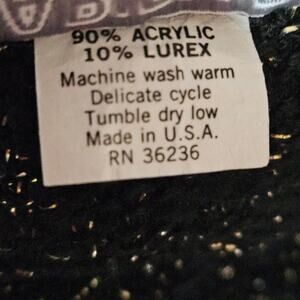 90% ACRYLIC
10% LUREX
Machine wash warm
Delicate cycle
Tumble dry low
Made in U.S.A.
RN 36236